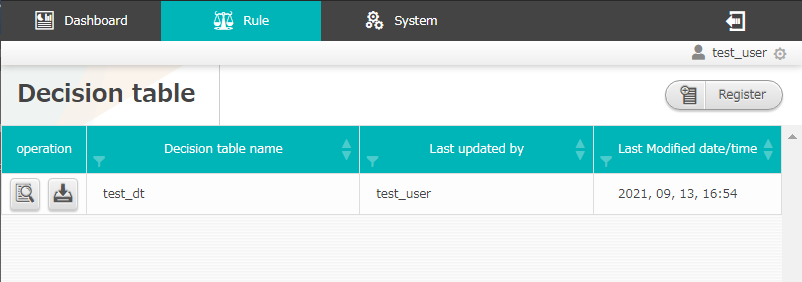 Dashboard Rule System
test_user
Decision table
Register
operation Decision table name Last updated by Last Modified date/time
test_dt test_user 2021, 09, 13, 16:54